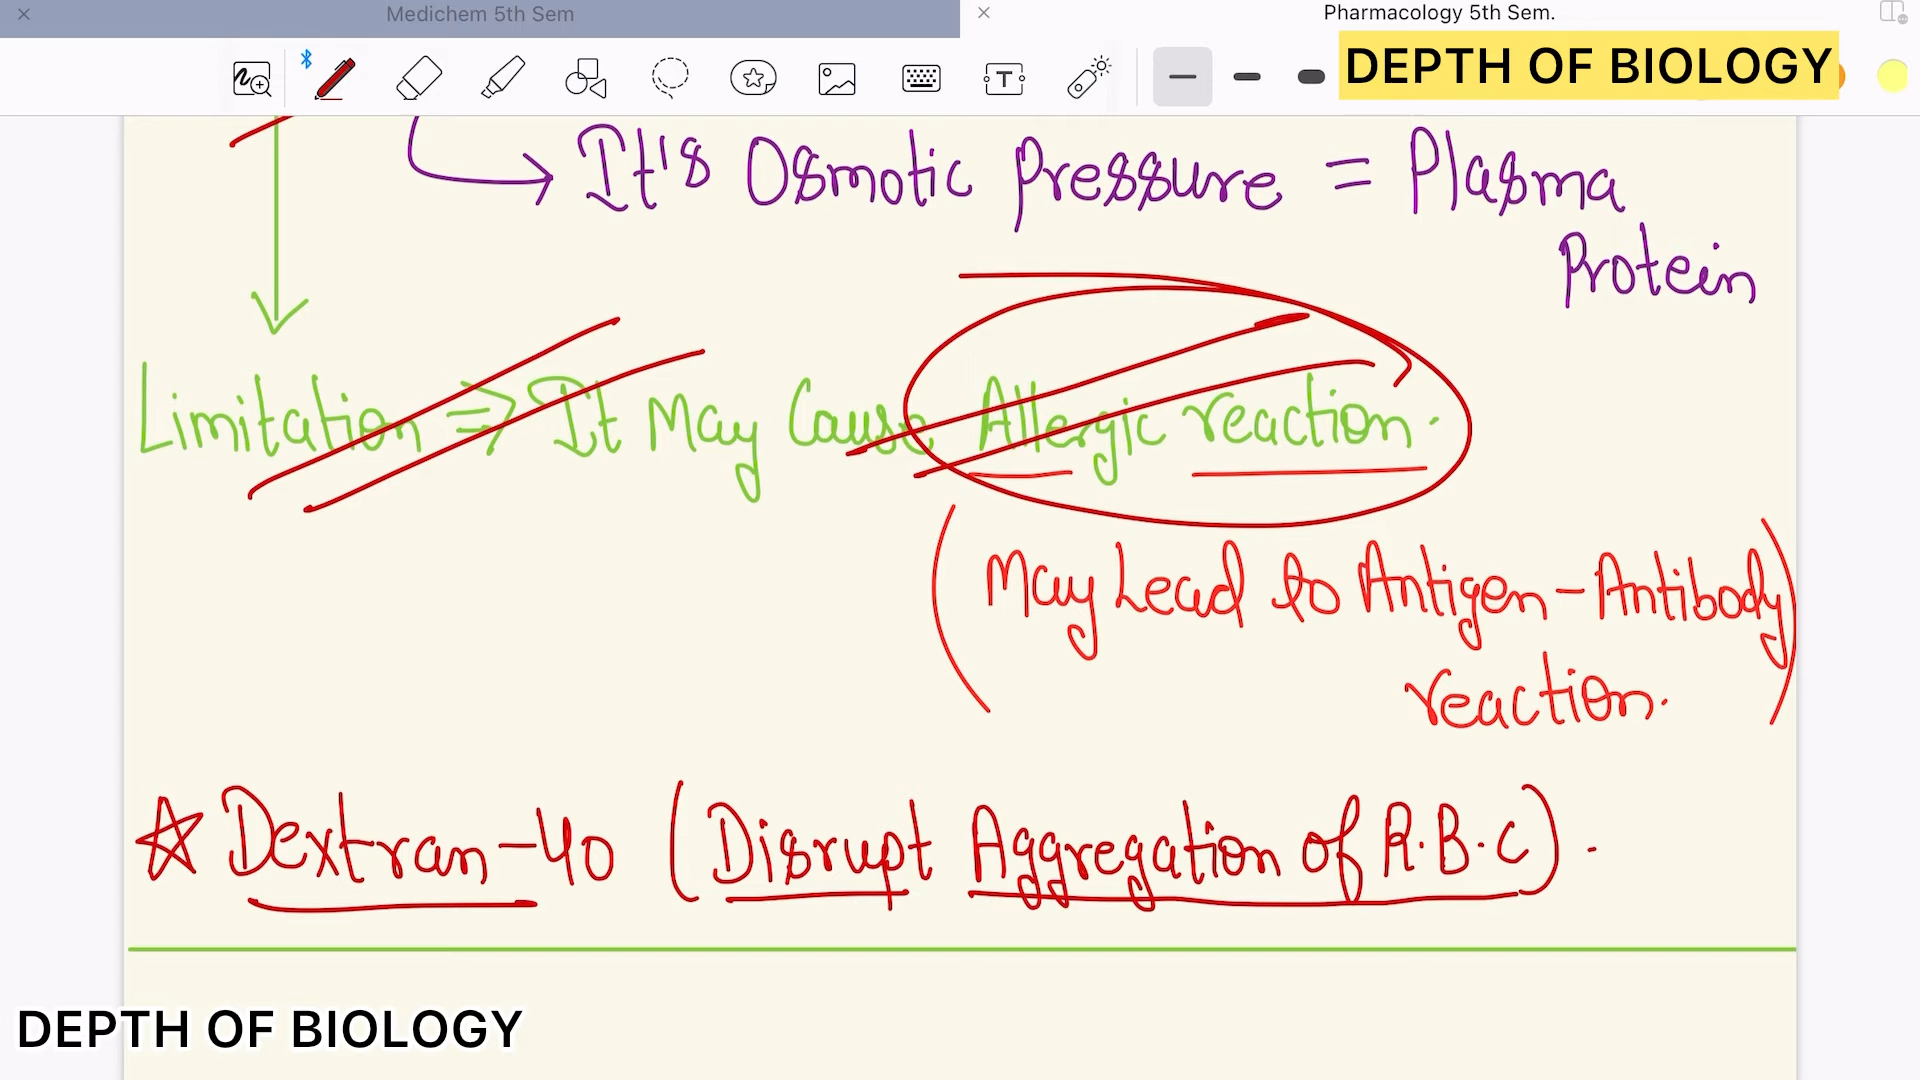 Medichem 5th Sem
Pharmacology 5th Sem.
DEPTH OF BIOLOGY
It's Osmotic Pressure = Plasma
Protein
Limitation ⇒ It May Cause Allergic reaction.
(May Lead to Antigen-Antibody
reaction.)
☆ Dextran-40 (Disrupt Aggregation of R.B.C).
DEPTH OF BIOLOGY